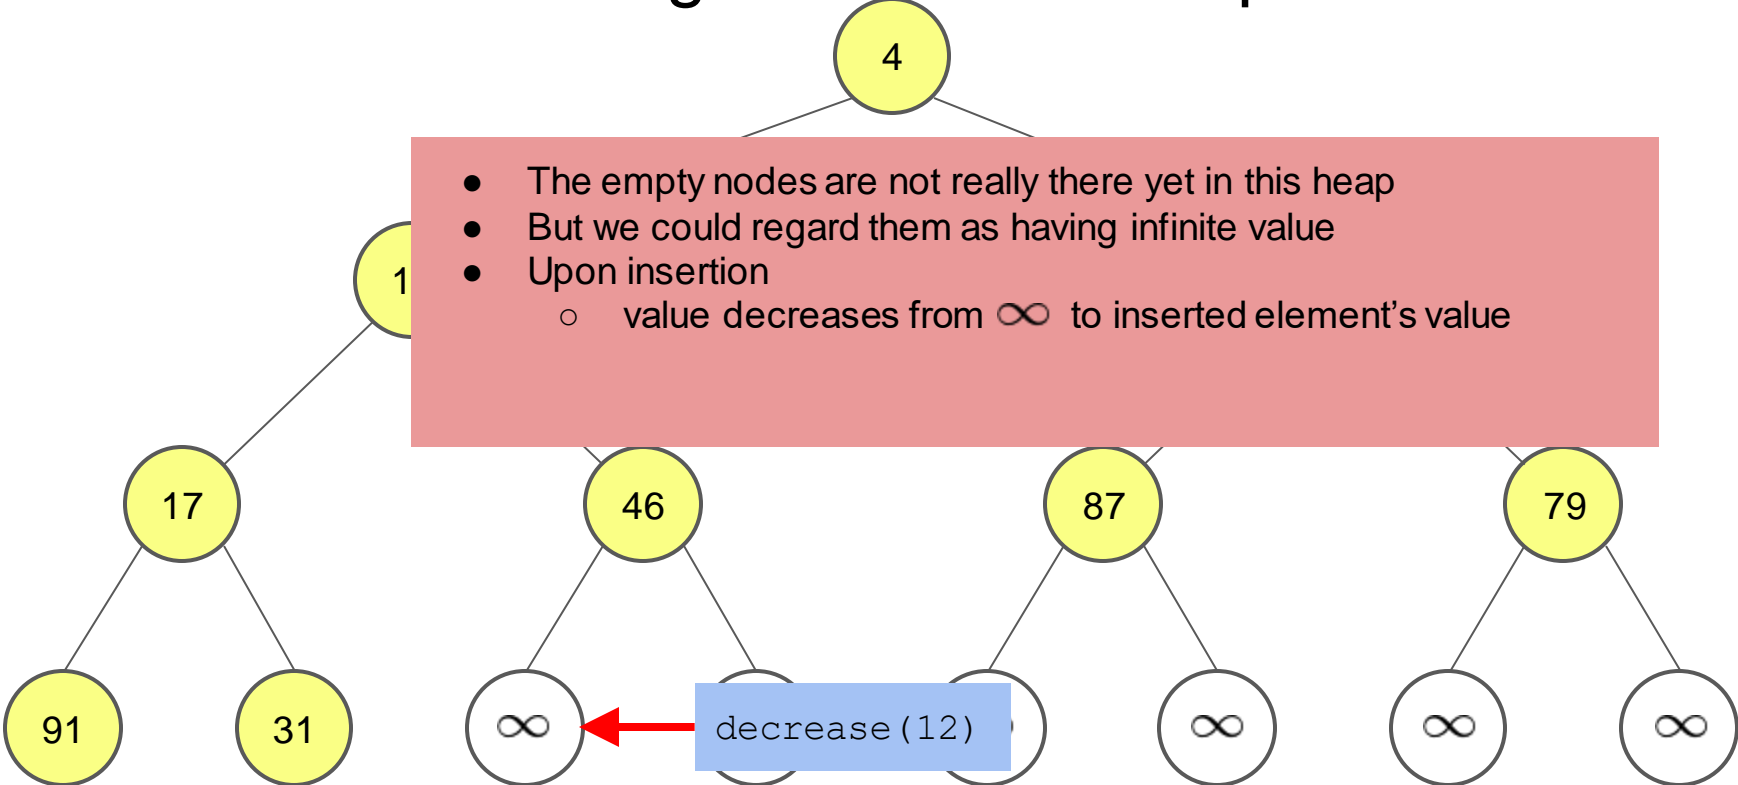 4
● The empty nodes are not really there yet in this heap
● But we could regard them as having infinite value
● Upon insertion
○ value decreases from ∞ to inserted element’s value
17 46 87 79
91 31 ∞ decrease(12) ∞ ∞ ∞